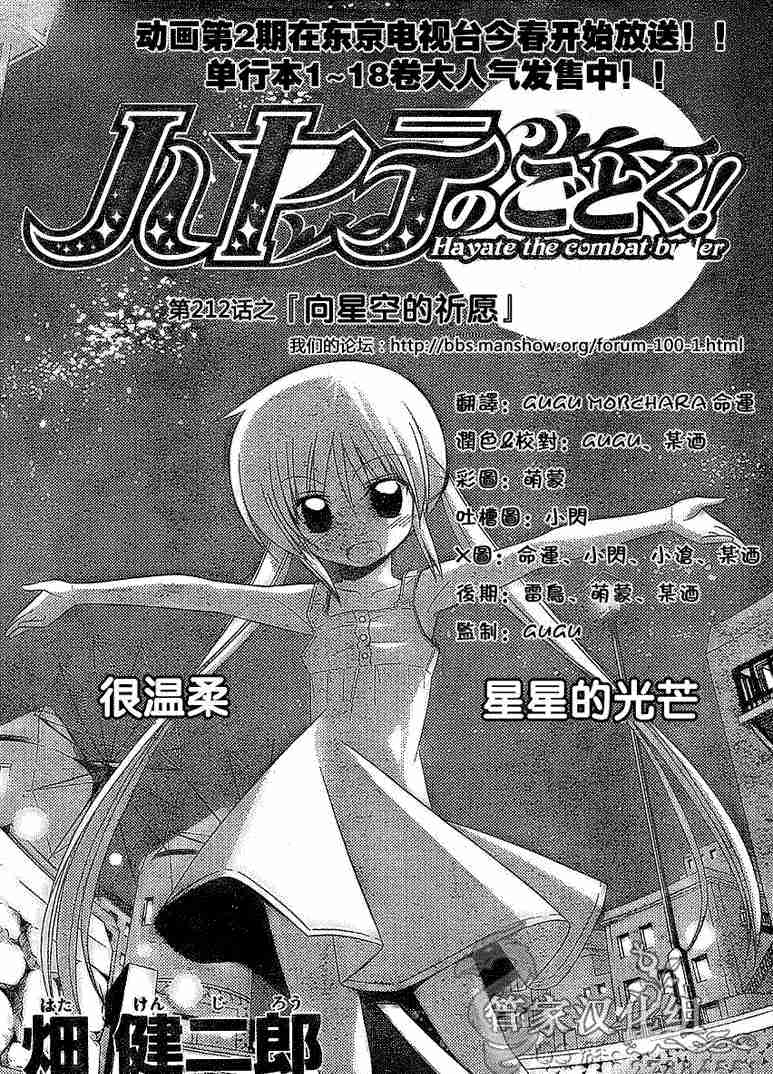 动画第2期在东京电视台今春开始放送！！
单行本1~18卷大人气发售中！！
ハヤテのごとく!
Hayate the combat butler
第212话之『向星空的祈愿』
我们的论坛：http://bbs.manshow.org/forum-100-1.html
翻譯：GUGU MOBCHARA 命運
潤色&校對：GUGU、某洒
彩圖：萌蒙
吐槽圖：小閃
X圖：命運、小閃、小滄、某洒
後期：雷鳥、萌蒙、某洒
監制：GUGU
很温柔
星星的光芒
はた けん じ ろう
畑 健二郎
管家汉化组